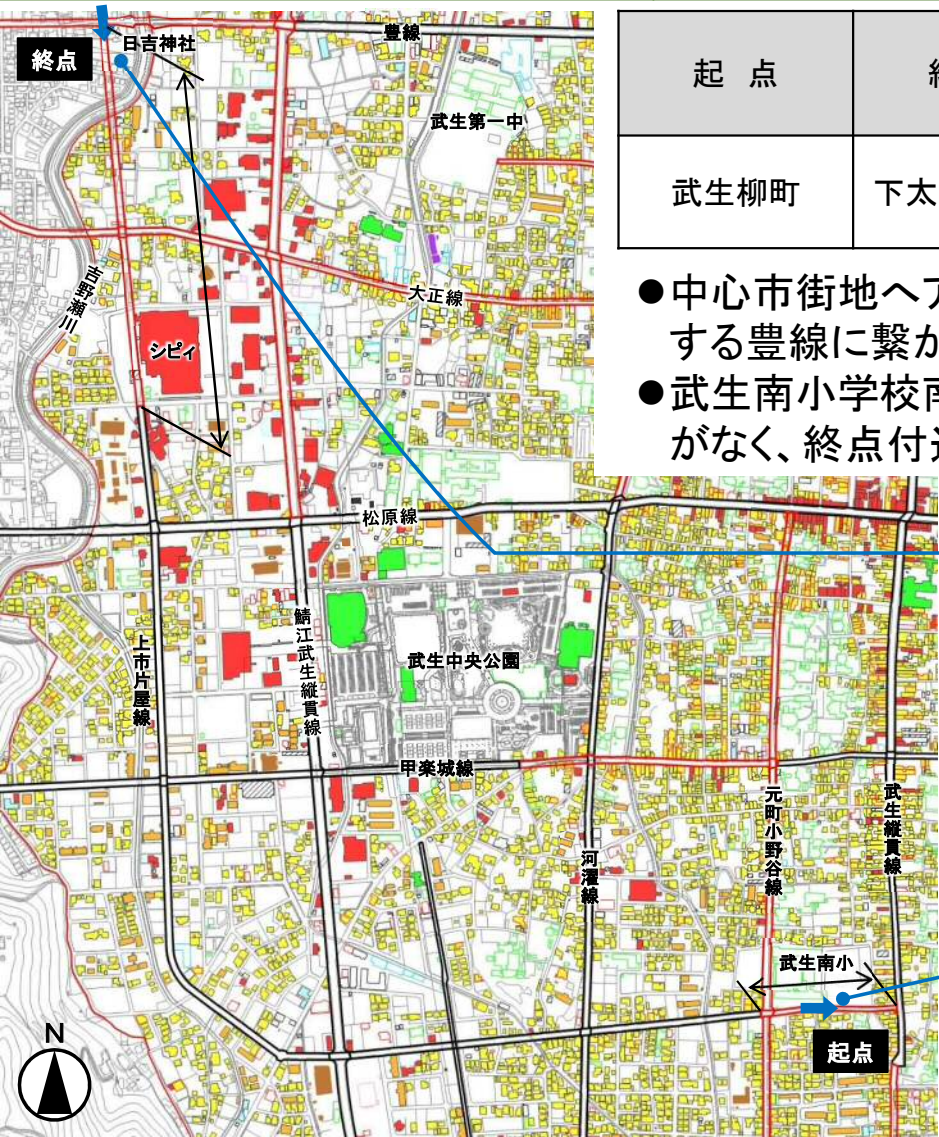 終点
日吉神社
豊線
武生第一中
吉野瀬川
大正線
シピィ
松原線
上市片屋線
鯖江武生縦貫線
武生中央公園
甲楽城線
河濯線
元町小野谷線
武生縦貫線
武生南小
起点
N
起 点
武生柳町
下太
●中心市街地へア
する豊線に繋か
●武生南小学校南
がなく、終点付近